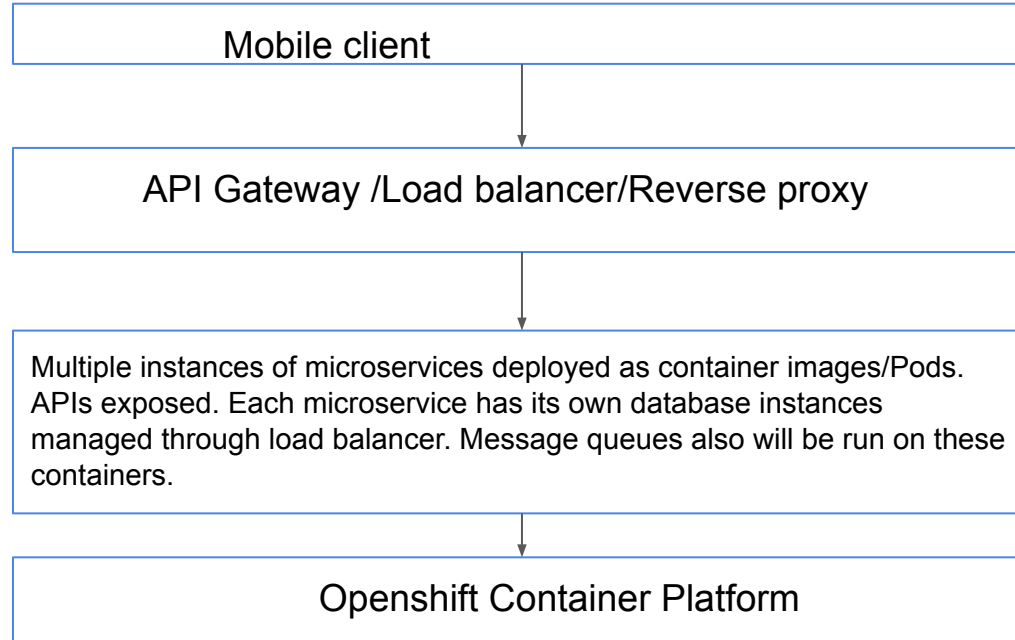 Mobile client
API Gateway /Load balancer/Reverse proxy
Multiple instances of microservices deployed as container images/Pods.
APIs exposed. Each microservice has its own database instances
managed through load balancer. Message queues also will be run on these
containers.
Openshift Container Platform